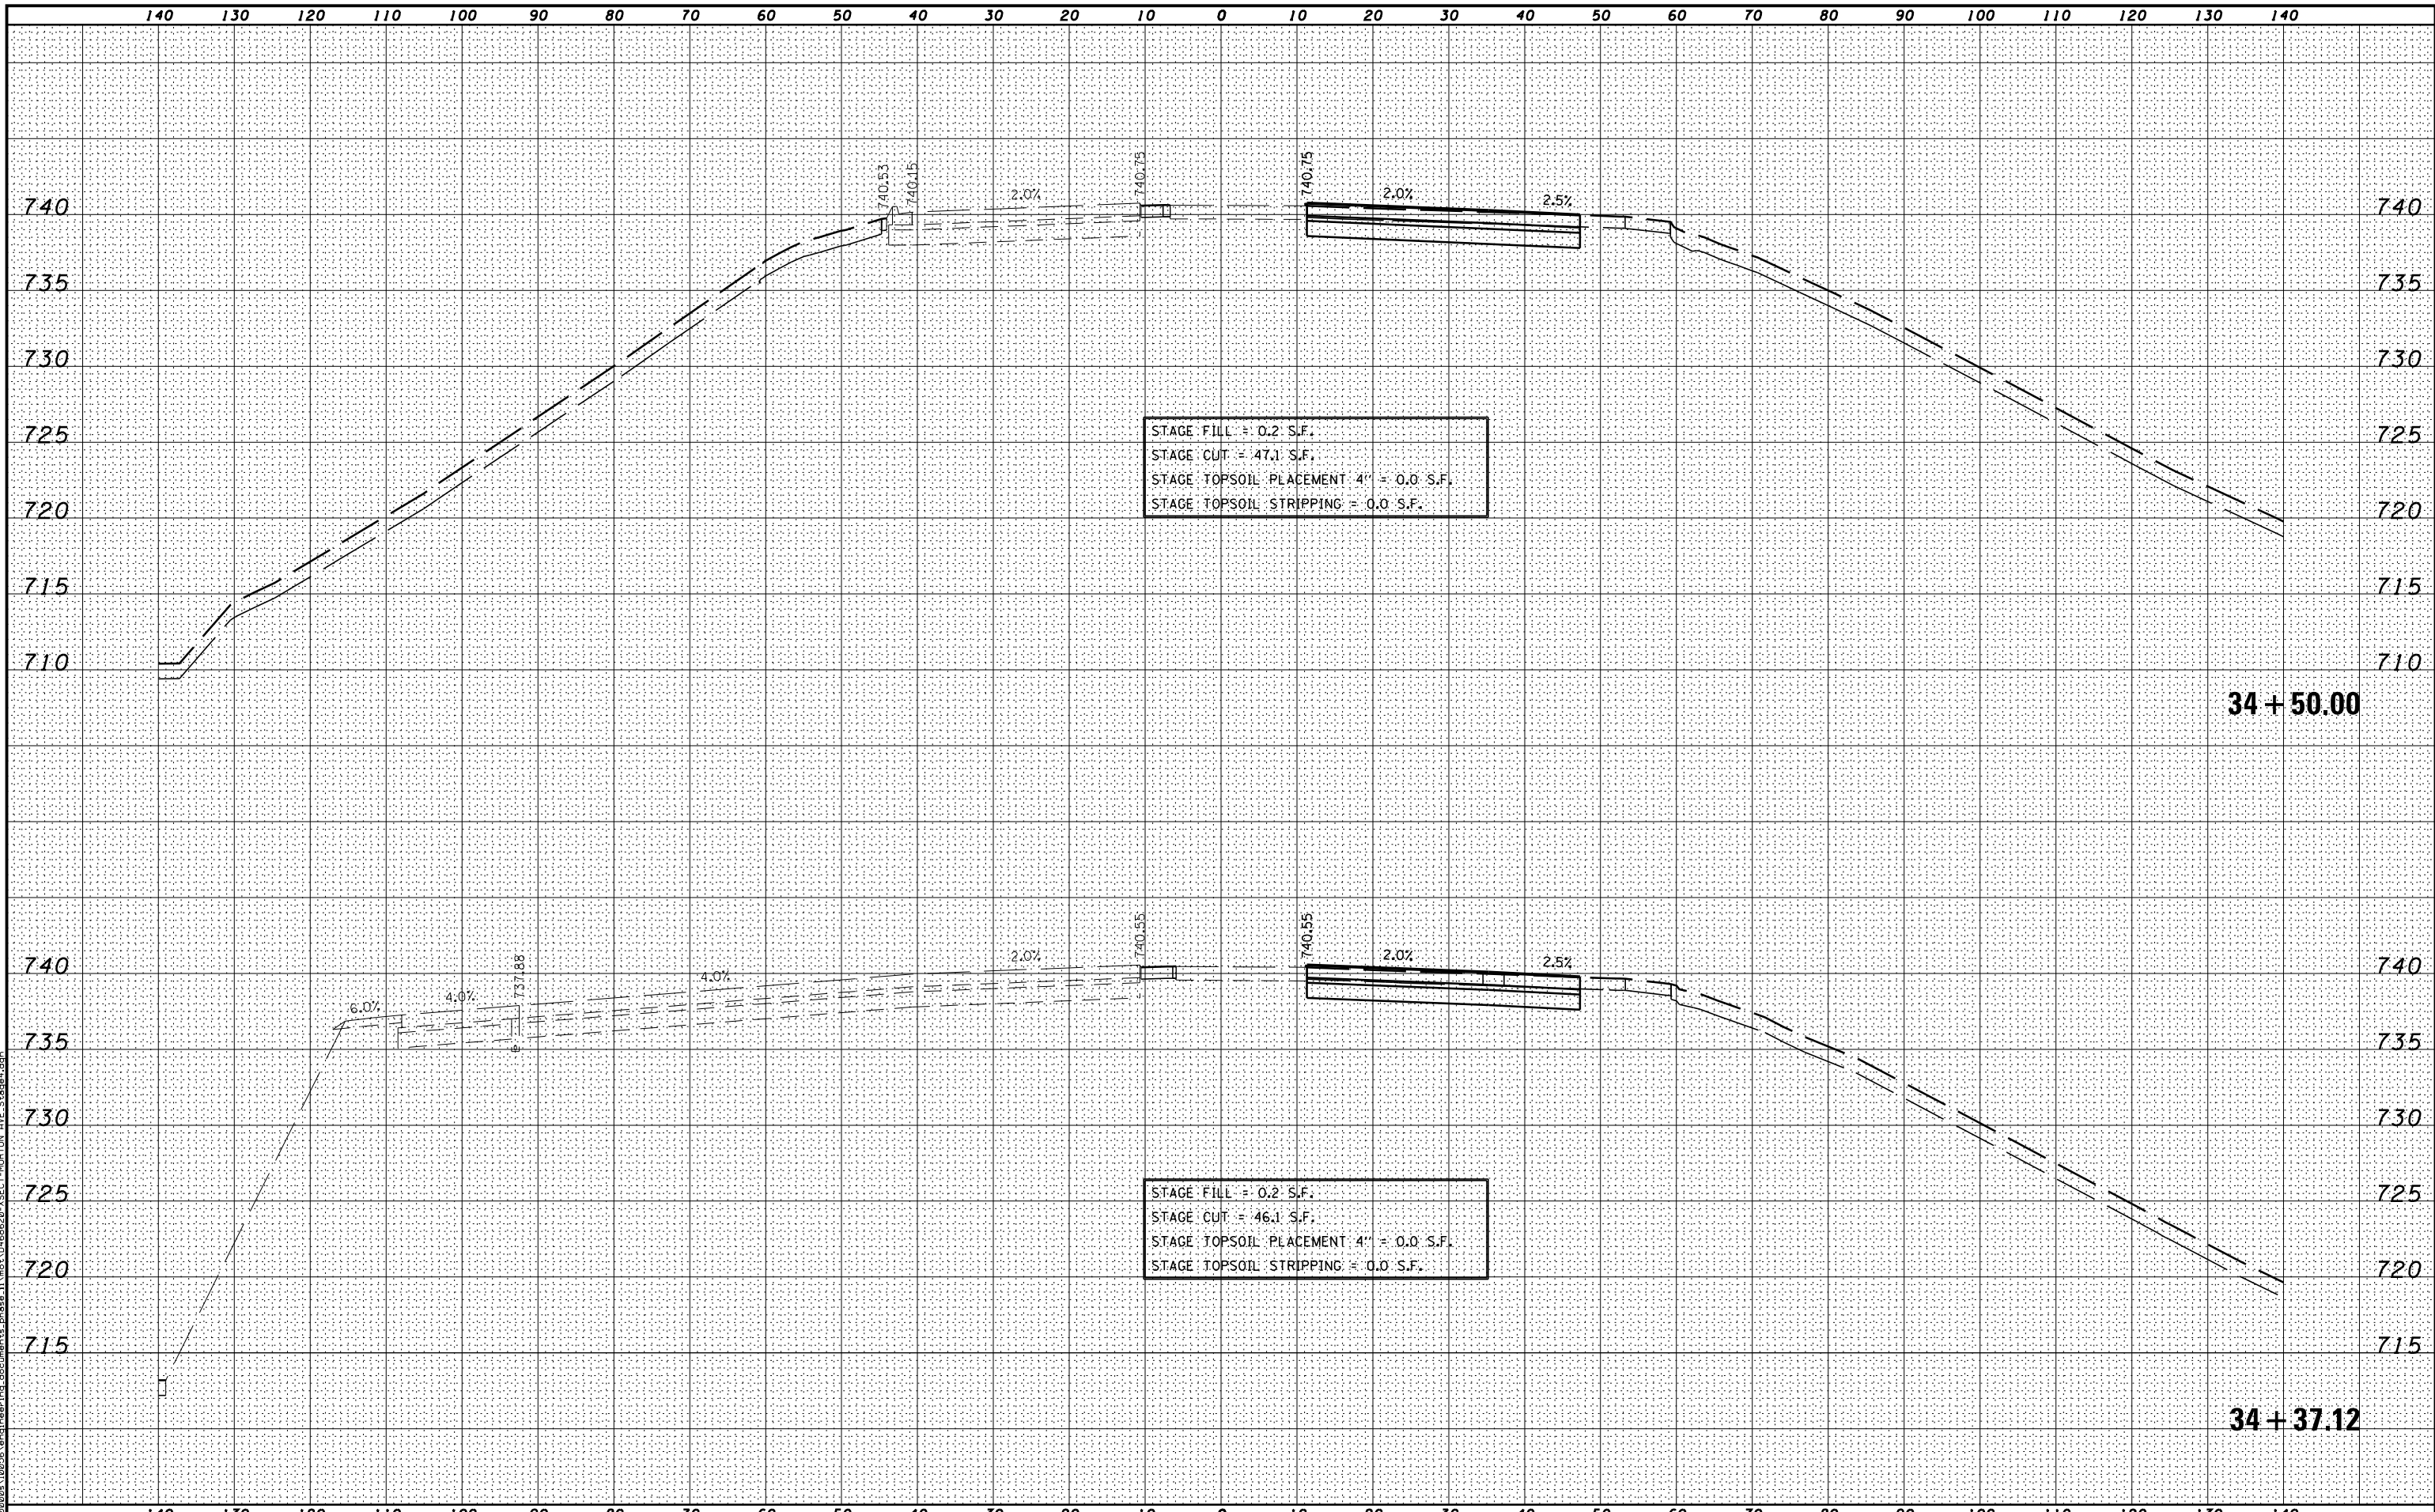 140 130 120 110 100 90 80 70 60 50 40 30 20 10 0 10 20 30 40 50 60 70 80 90 100 110 120 130 140
740.53 740.15 740.75 740.75
2.0% 2.0% 2.5%
740 740
735 735
730 730
725 725
STAGE FILL = 0.2 S.F.
STAGE CUT = 47.1 S.F.
STAGE TOPSOIL PLACEMENT 4'' = 0.0 S.F.
STAGE TOPSOIL STRIPPING = 0.0 S.F.
720 720
715 715
710 710
34 + 50.00
737.88 740.55 740.55
6.0% 4.0% 4.0% 2.0% 2.0% 2.5%
740 740
735 735
730 730
725 725
STAGE FILL = 0.2 S.F.
STAGE CUT = 46.1 S.F.
STAGE TOPSOIL PLACEMENT 4'' = 0.0 S.F.
STAGE TOPSOIL STRIPPING = 0.0 S.F.
720 720
715 715
34 + 37.12